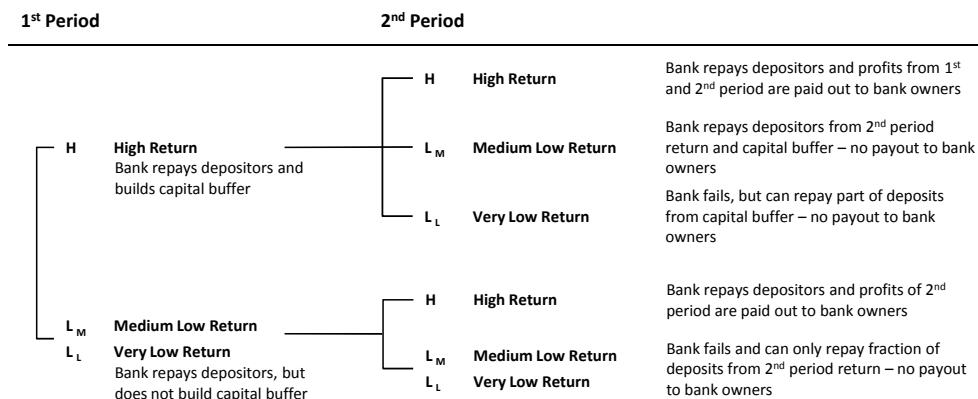 1st Period 2nd Period
H High Return
Bank repays depositors and profits from 1st
and 2nd period are paid out to bank owners
H High Return
Bank repays depositors and
builds capital buffer
L M Medium Low Return
Bank repays depositors from 2nd period
return and capital buffer – no payout to bank
owners
L L Very Low Return
Bank fails, but can repay part of deposits
from capital buffer – no payout to bank
owners
H High Return
Bank repays depositors and profits of 2nd
period are paid out to bank owners
L M Medium Low Return
L L Very Low Return
Bank repays depositors, but
does not build capital buffer
L M Medium Low Return
L L Very Low Return
Bank fails and can only repay fraction of
deposits from 2nd period return – no payout
to bank owners